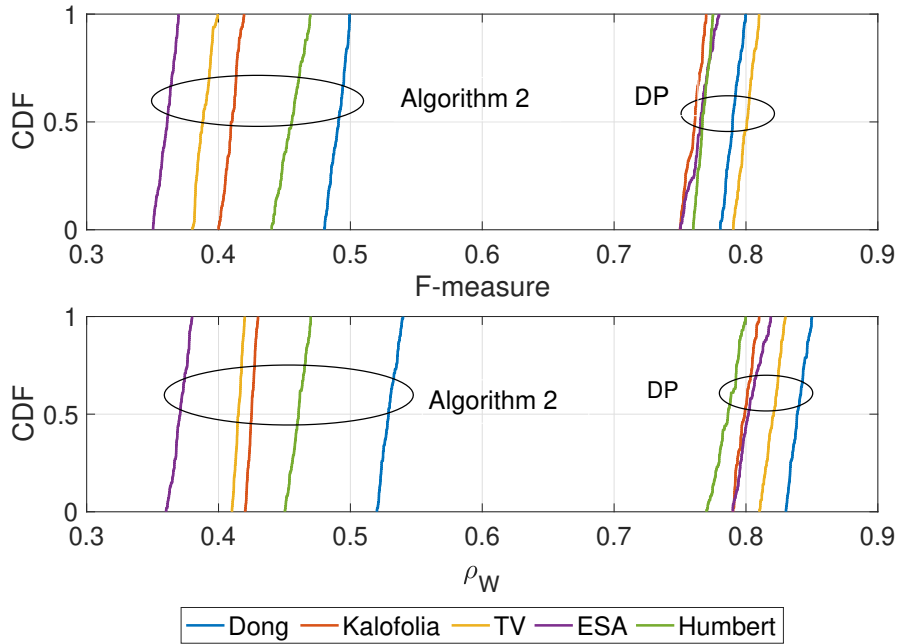 1
CDF
0.5
0
Algorithm 2
DP
0.3 0.4 0.5 0.6 0.7 0.8 0.9
F-measure
1
CDF
0.5
0
Algorithm 2
DP
0.3 0.4 0.5 0.6 0.7 0.8 0.9
ρW
Dong Kalofolia TV ESA Humbert